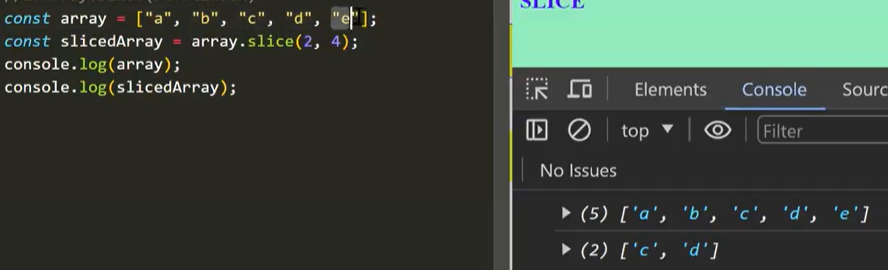 const array = ["a", "b", "c", "d", "e"];
const slicedArray = array.slice(2, 4);
console.log(array);
console.log(slicedArray);
SLICE
Elements Console Sourc
top Filter
No Issues
(5) ['a', 'b', 'c', 'd', 'e']
(2) ['c', 'd']